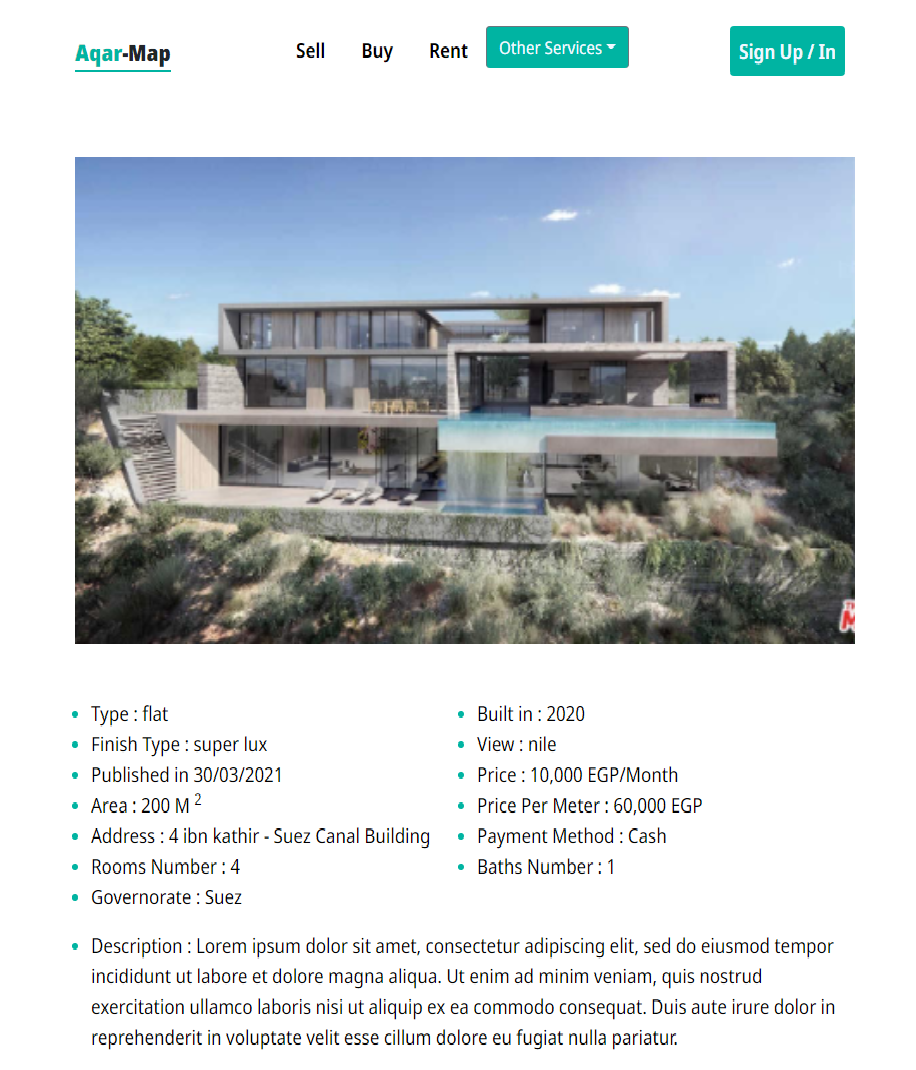 Aqar-Map
Sell
Buy
Rent
Other Services
Sign Up / In
Type : flat
Finish Type : super lux
Published in 30/03/2021
Area : 200 M 2
Address : 4 ibn kathir - Suez Canal Building
Rooms Number : 4
Governorate : Suez
Built in : 2020
View : nile
Price : 10,000 EGP/Month
Price Per Meter : 60,000 EGP
Payment Method : Cash
Baths Number : 1
Description : Lorem ipsum dolor sit amet, consectetur adipiscing elit, sed do eiusmod tempor
incididunt ut labore et dolore magna aliqua. Ut enim ad minim veniam, quis nostrud
exercitation ullamco laboris nisi ut aliquip ex ea commodo consequat. Duis aute irure dolor in
reprehenderit in voluptate velit esse cillum dolore eu fugiat nulla pariatur.